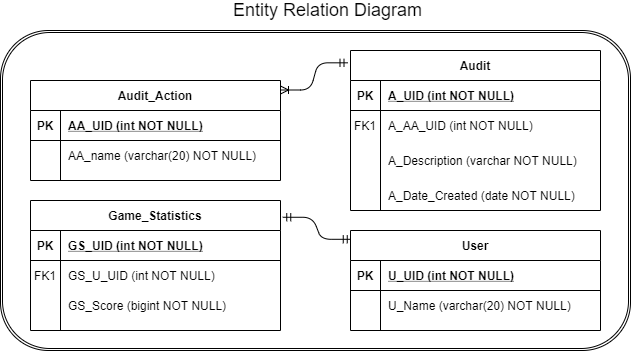 Entity Relation Diagram
Audit_Action
PK AA_UID (int NOT NULL)
AA_name (varchar(20) NOT NULL)
Audit
PK A_UID (int NOT NULL)
FK1 A_AA_UID (int NOT NULL)
A_Description (varchar NOT NULL)
A_Date_Created (date NOT NULL)
Game_Statistics
PK GS_UID (int NOT NULL)
FK1 GS_U_UID (int NOT NULL)
GS_Score (bigint NOT NULL)
User
PK U_UID (int NOT NULL)
U_Name (varchar(20) NOT NULL)